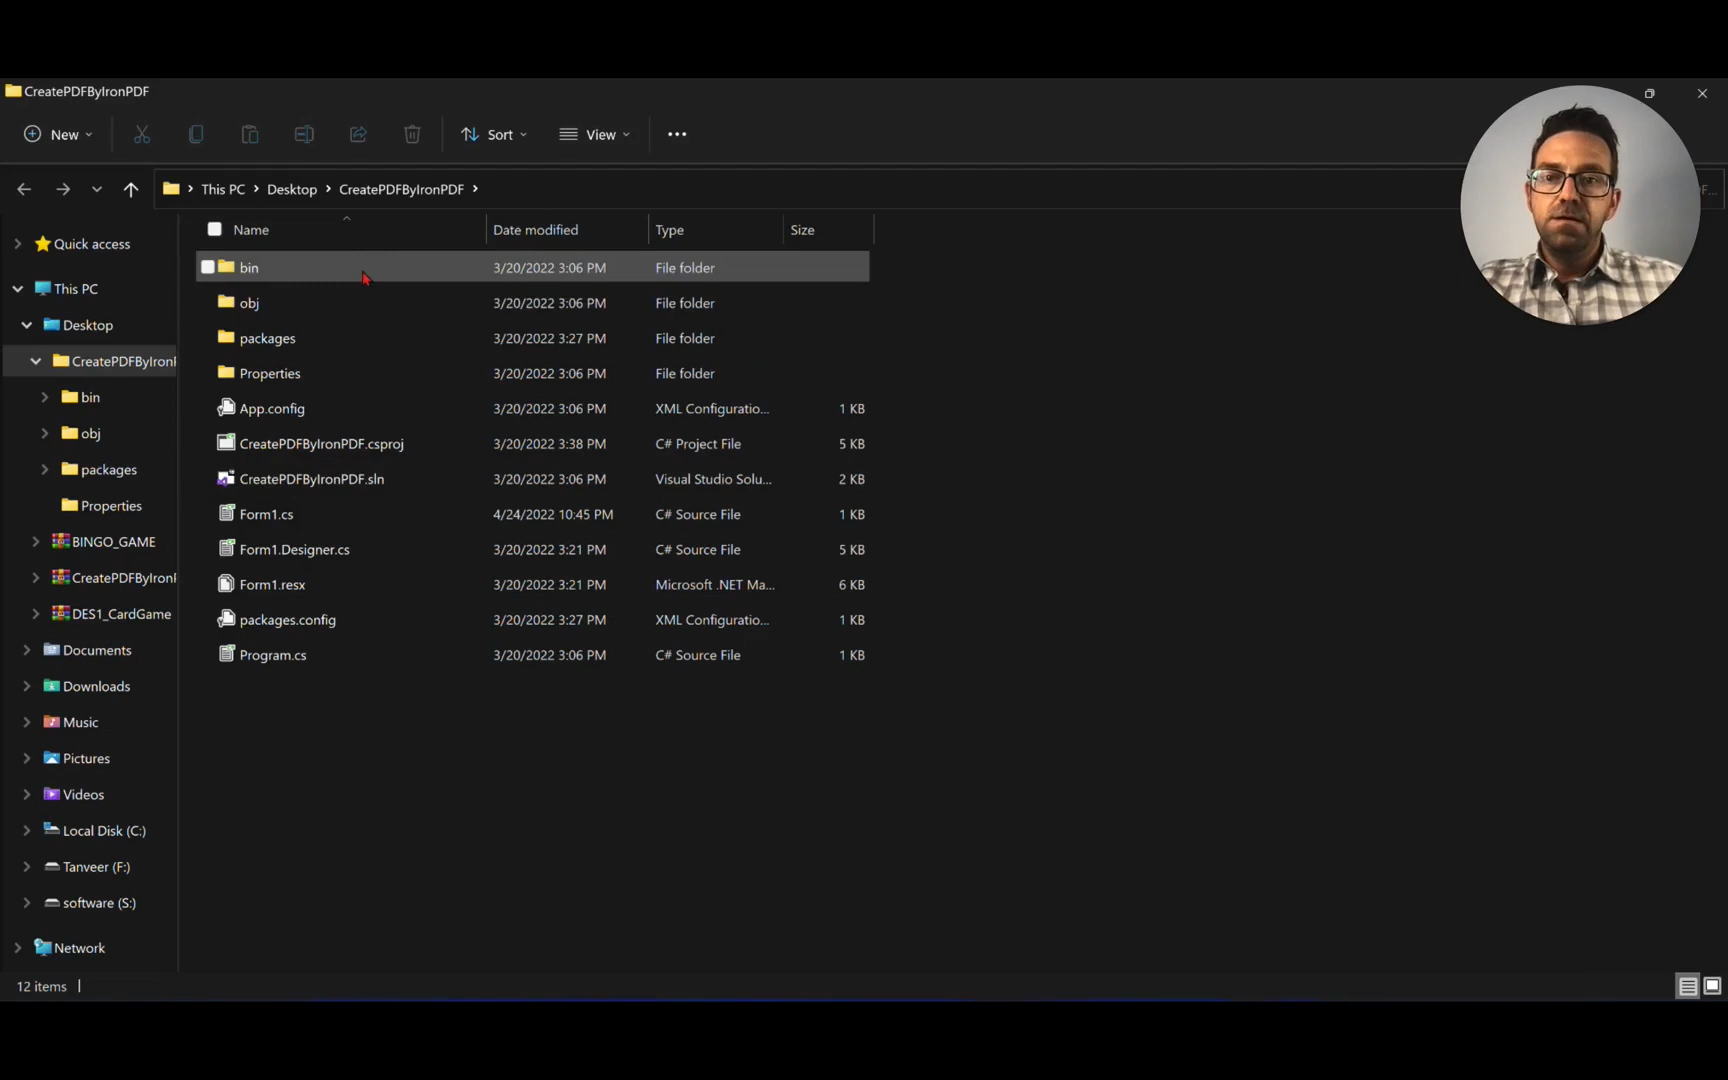 CreatePDFByIronPDF
New Sort View
This PC Desktop CreatePDFByIronPDF
Name Date modified Type Size
Quick access
This PC
Desktop
CreatePDFByIronP
bin
obj
packages
Properties
BINGO_GAME
CreatePDFByIronP
DES1_CardGame
Documents
Downloads
Music
Pictures
Videos
Local Disk (C:)
Tanveer (F:)
software (S:)
Network
bin 3/20/2022 3:06 PM File folder
obj 3/20/2022 3:06 PM File folder
packages 3/20/2022 3:27 PM File folder
Properties 3/20/2022 3:06 PM File folder
App.config 3/20/2022 3:06 PM XML Configuratio... 1 KB
CreatePDFByIronPDF.csproj 3/20/2022 3:38 PM C# Project File 5 KB
CreatePDFByIronPDF.sln 3/20/2022 3:06 PM Visual Studio Solu... 2 KB
Form1.cs 4/24/2022 10:45 PM C# Source File 1 KB
Form1.Designer.cs 3/20/2022 3:21 PM C# Source File 5 KB
Form1.resx 3/20/2022 3:21 PM Microsoft .NET Ma... 6 KB
packages.config 3/20/2022 3:27 PM XML Configuratio... 1 KB
Program.cs 3/20/2022 3:06 PM C# Source File 1 KB
12 items